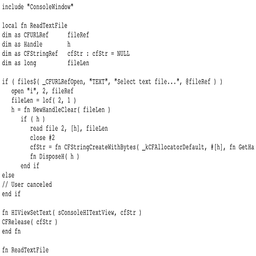 include "ConsoleWindow"
local fn ReadTextFile
dim as CFURLRef fileRef
dim as Handle h
dim as CFStringRef cfStr : cfStr = NULL
dim as long fileLen
if ( files$( _CFURLRefOpen, "TEXT", "Select text file...", @fileRef ) )
open "i", 2, fileRef
fileLen = lof( 2, 1 )
h = fn NewHandleClear( fileLen )
if ( h )
read file 2, [h], fileLen
close #2
cfStr = fn CFStringCreateWithBytes( _kCFAllocatorDefault, #[h], fn GetHa
fn DisposeH( h )
end if
else
// User canceled
end if
fn HIViewSetText( sConsoleHITextView, cfStr )
CFRelease( cfStr )
end fn
fn ReadTextFile